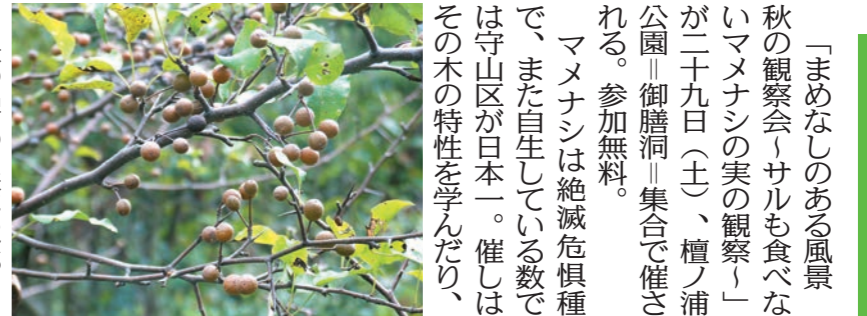 「まめなしのある風景
秋の観察会～サルも食べな
いマメナシの実の観察～」
が二十九日（土）、檀ノ浦
公園＝御膳洞＝集合で催さ
れる。参加無料。
マメナシは絶滅危惧種
で、また自生している数で
は守山区が日本一。催しは
その木の特性を学んだり、